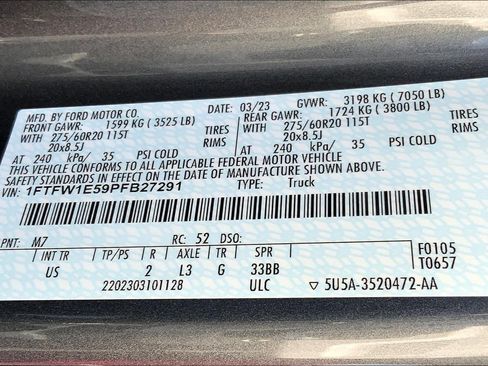 MFD. BY FORD MOTOR CO. DATE: 03/23 GVWR: 3198 KG ( 7050 LB)
FRONT GAWR: 1599 KG ( 3525 LB) REAR GAWR: 1724 KG ( 3800 LB)
WITH 275/60R20 115T TIRES WITH 275/60R20 115T TIRES
20x8.5J RIMS 20x8.5J RIMS
AT 240 kPa/ 35 PSI COLD AT 240 kPa/ 35 PSI COLD
THIS VEHICLE CONFORMS TO ALL APPLICABLE FEDERAL MOTOR VEHICLE
SAFETY STANDARDS IN EFFECT ON THE DATE OF MANUFACTURE SHOWN ABOVE.
VIN: 1FTFW1E59PFB27291 TYPE: Truck
PNT: M7 RC: 52 DSO: F0105
INT TR TP/PS R AXLE TR SPR T0657
US 2 L3 G 33BB
2202303101128 ULC ▽ 5U5A-3520472-AA